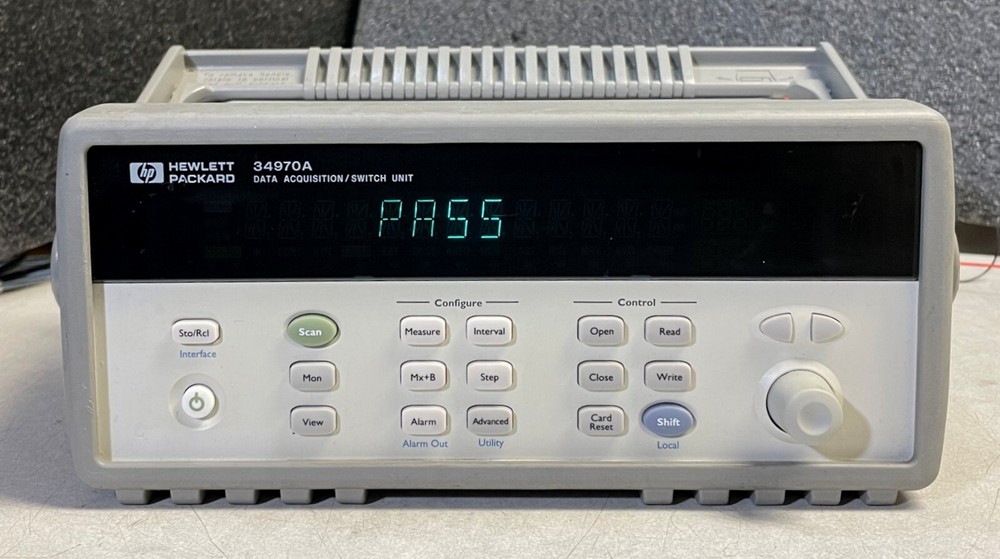 hp HEWLETT PACKARD
34970A
DATA ACQUISITION/SWITCH UNIT
PASS
Configure
Control
Sto/Rcl
Interface
Scan
Measure
Interval
Open
Read
Mon
Mx+B
Step
Close
Write
View
Alarm
Alarm Out
Advanced
Utility
Card
Reset
Shift
Local